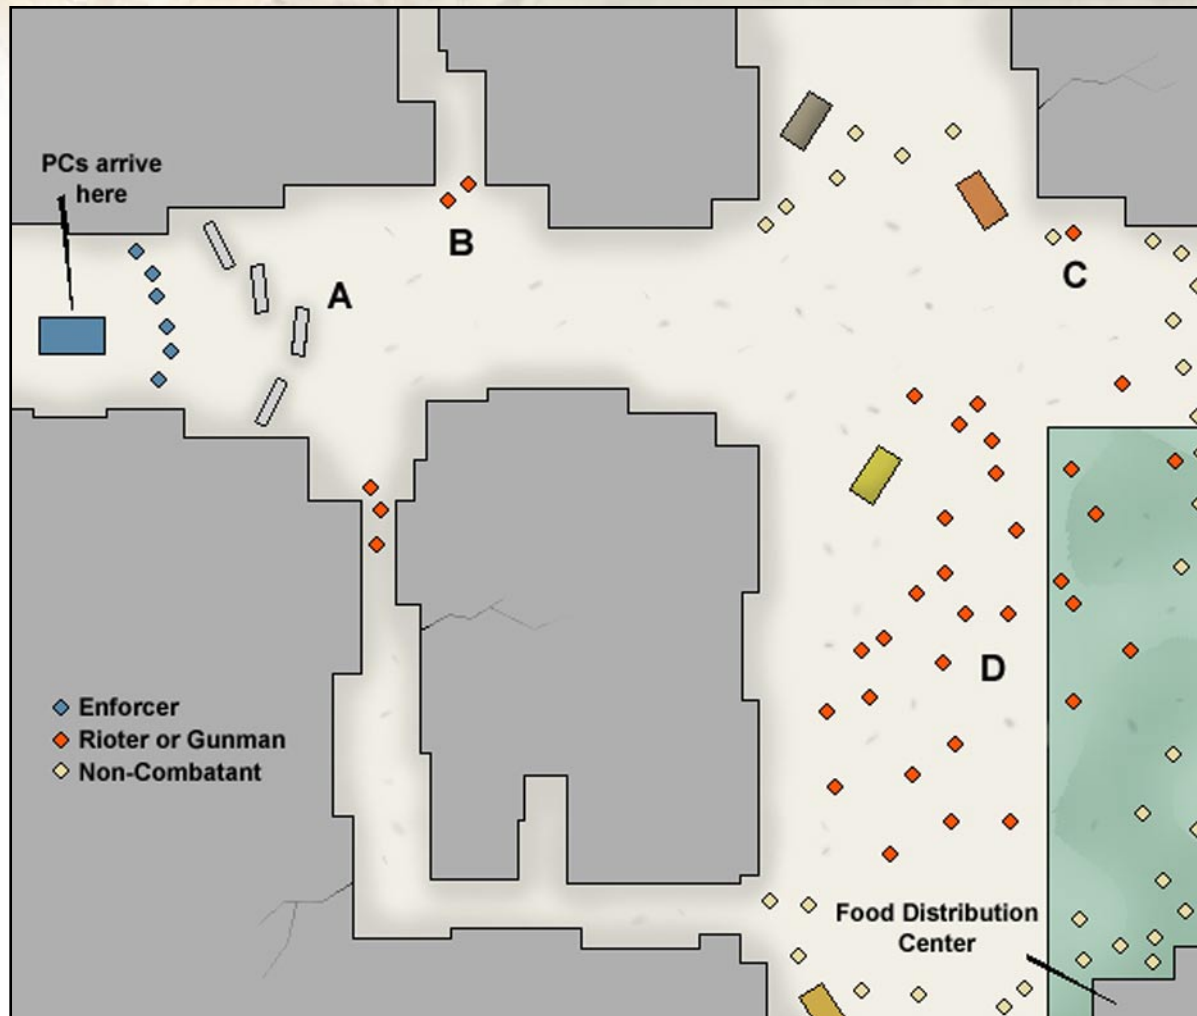 PCs arrive
here
B
A
C
D
Enforcer
Rioter or Gunman
Non-Combatant
Food Distribution
Center